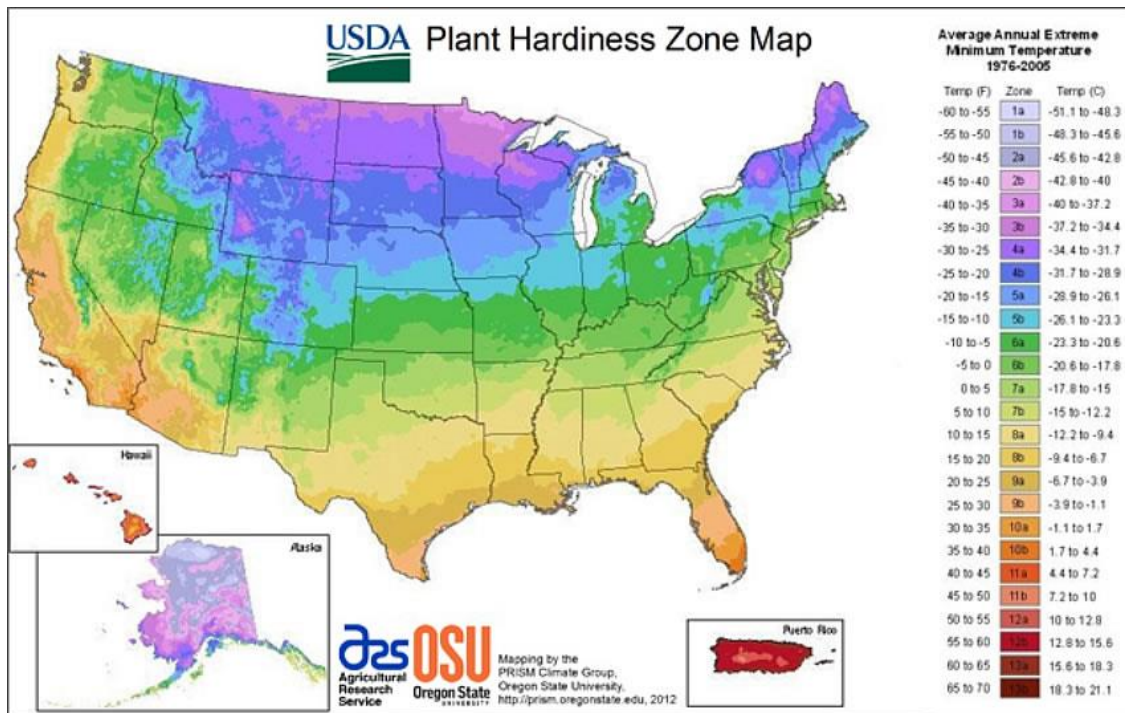 USDA Plant Hardiness Zone Map
Average Annual Extreme
Minimum Temperature
1976-2005
Temp (F) Zone Temp (C)
-60 to -55 1a -51.1 to -48.3
-55 to -50 1b -48.3 to -45.6
-50 to -45 2a -45.6 to -42.8
-45 to -40 2b -42.8 to -40
-40 to -35 3a -40 to -37.2
-35 to -30 3b -37.2 to -34.4
-30 to -25 4a -34.4 to -31.7
-25 to -20 4b -31.7 to -28.9
-20 to -15 5a -28.9 to -26.1
-15 to -10 5b -26.1 to -23.3
-10 to -5 6a -23.3 to -20.6
-5 to 0 6b -20.6 to -17.8
0 to 5 7a -17.8 to -15
5 to 10 7b -15 to -12.2
10 to 15 8a -12.2 to -9.4
15 to 20 8b -9.4 to -6.7
20 to 25 9a -6.7 to -3.9
25 to 30 9b -3.9 to -1.1
30 to 35 10a -1.1 to 1.7
35 to 40 10b 1.7 to 4.4
40 to 45 11a 4.4 to 7.2
45 to 50 11b 7.2 to 10
50 to 55 12a 10 to 12.8
55 to 60 12b 12.8 to 15.6
60 to 65 13a 15.6 to 18.3
65 to 70 13b 18.3 to 21.1
Hawaii
Alaska
Puerto Rico
ars
Agricultural
Research
Service
OSU
Oregon State
UNIVERSITY
Mapping by the
PRISM Climate Group,
Oregon State University,
http://prism.oregonstate.edu, 2012